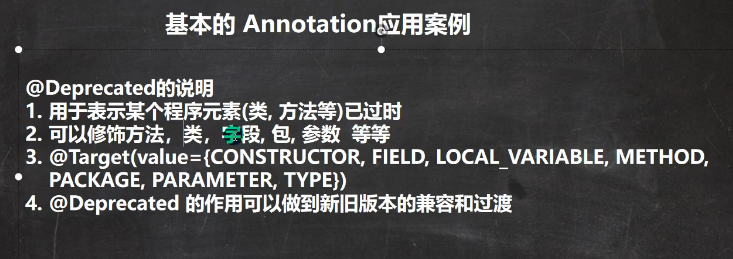 基本的 Annotation应用案例
@Deprecated的说明
1. 用于表示某个程序元素(类, 方法等)已过时
2. 可以修饰方法，类，字段, 包, 参数 等等
3. @Target(value={CONSTRUCTOR, FIELD, LOCAL_VARIABLE, METHOD,
PACKAGE, PARAMETER, TYPE})
4. @Deprecated 的作用可以做到新旧版本的兼容和过渡